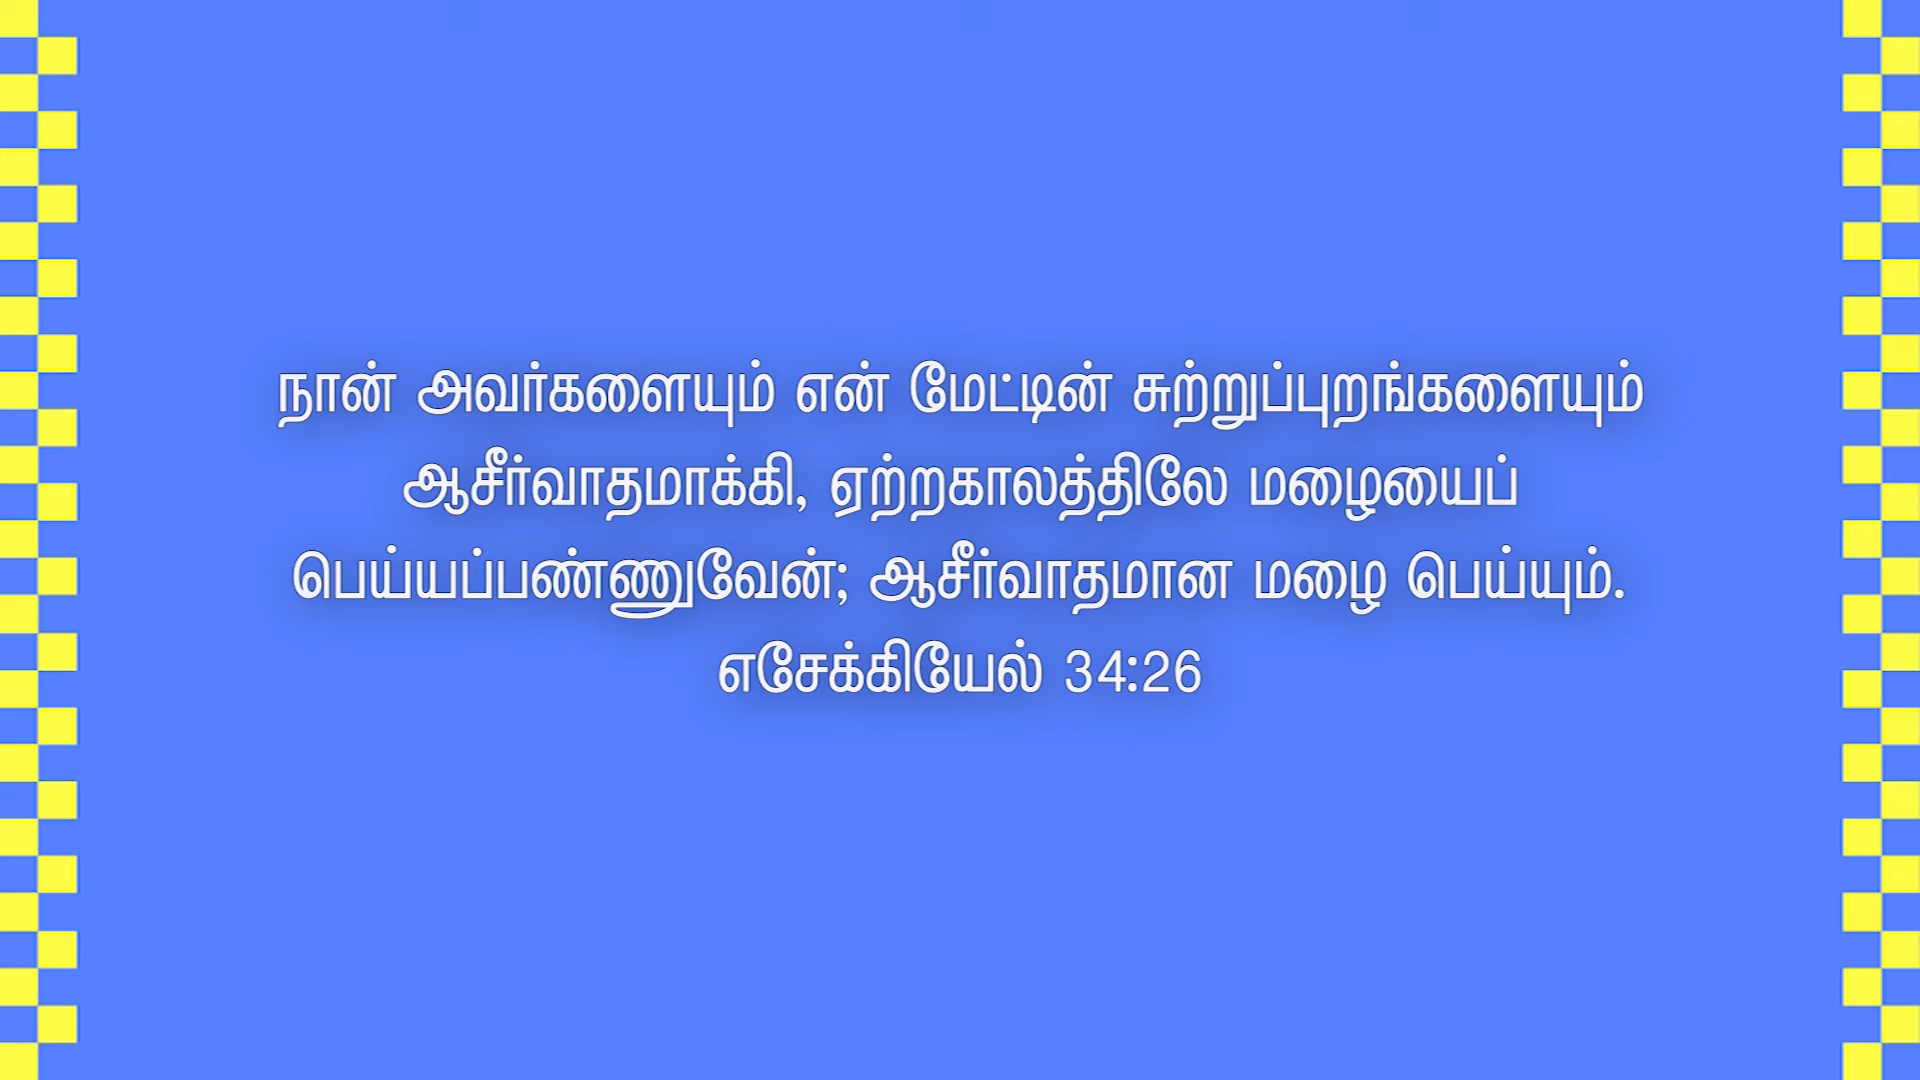 நான் அவர்களையும் என் மேட்டின் சுற்றுப்புறங்களையும்
ஆசீர்வாதமாக்கி, ஏற்றகாலத்திலே மழையைப்
பெய்யப்பண்ணுவேன்; ஆசீர்வாதமான மழை பெய்யும்.
எசேக்கியேல் 34:26